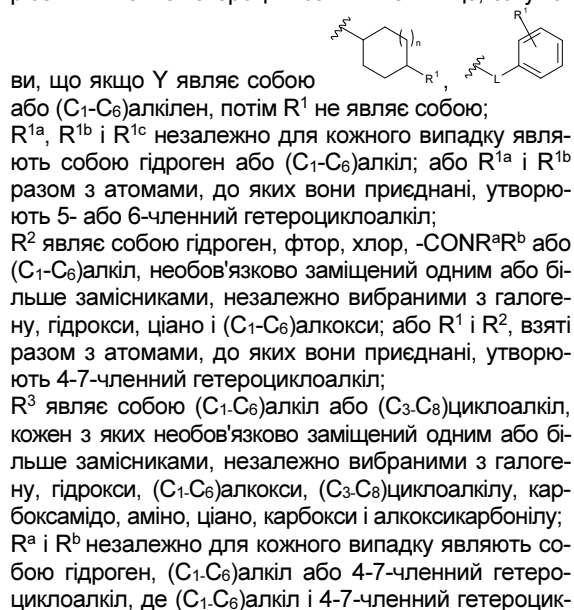 R¹
( )n
R¹ ,
L
ви, що якщо Y являє собою
або (C₁-C₆)алкілен, потім R¹ не являє собою;
R¹ᵃ, R¹ᵇ і R¹ᶜ незалежно для кожного випадку явля-
ють собою гідроген або (C₁-C₆)алкіл; або R¹ᵃ і R¹ᵇ
разом з атомами, до яких вони приєднані, утворю-
ють 5- або 6-членний гетероциклоалкіл;
R² являє собою гідроген, фтор, хлор, -CONRᵃRᵇ або
(C₁-C₆)алкіл, необов'язково заміщений одним або бі-
льше замісниками, незалежно вибраними з галоге-
ну, гідрокси, ціано і (C₁-C₆)алкокси; або R¹ і R², взяті
разом з атомами, до яких вони приєднані, утворю-
ють 4-7-членний гетероциклоалкіл;
R³ являє собою (C₁-C₆)алкіл або (C₃-C₈)циклоалкіл,
кожен з яких необов'язково заміщений одним або бі-
льше замісниками, незалежно вибраними з галоге-
ну, гідрокси, (C₁-C₆)алкокси, (C₃-C₈)циклоалкілу, кар-
боксамідо, аміно, ціано, карбокси і алкоксикарбонілу;
Rᵃ і Rᵇ незалежно для кожного випадку являють со-
бою гідроген, (C₁-C₆)алкіл або 4-7-членний гетеро-
циклоалкіл, де (C₁-C₆)алкіл і 4-7-членний гетероцик-